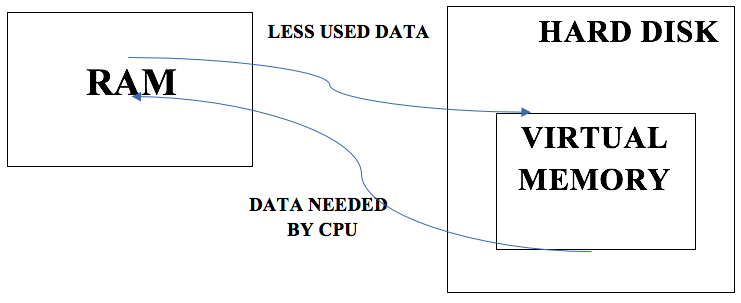 LESS USED DATA
HARD DISK
RAM
VIRTUAL
MEMORY
DATA NEEDED
BY CPU